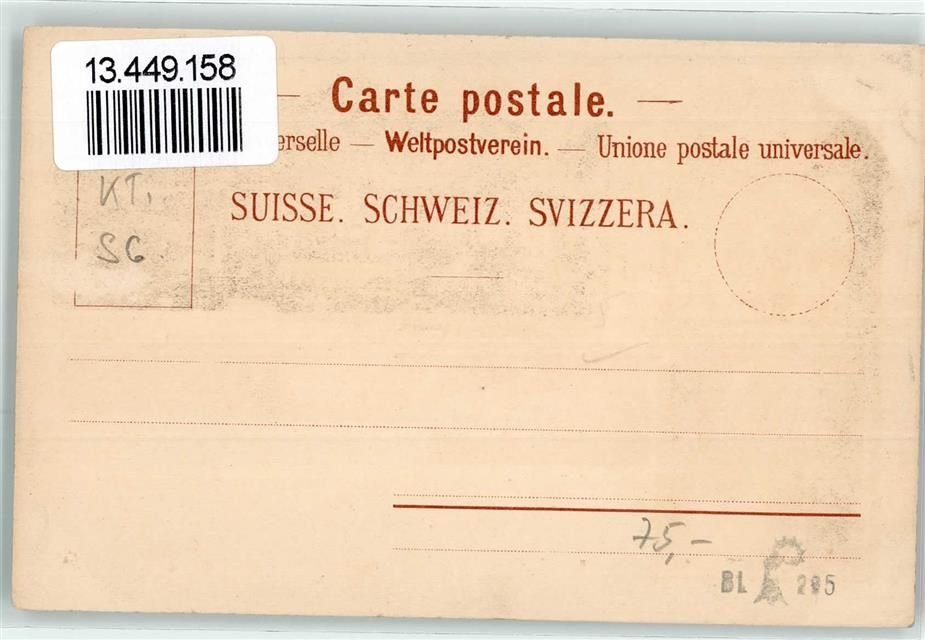 13.449.158
— Carte postale. —
erselle — Weltpostverein. — Unione postale universale.
KT.
SG
SUISSE. SCHWEIZ. SVIZZERA.
75,-
BL 295